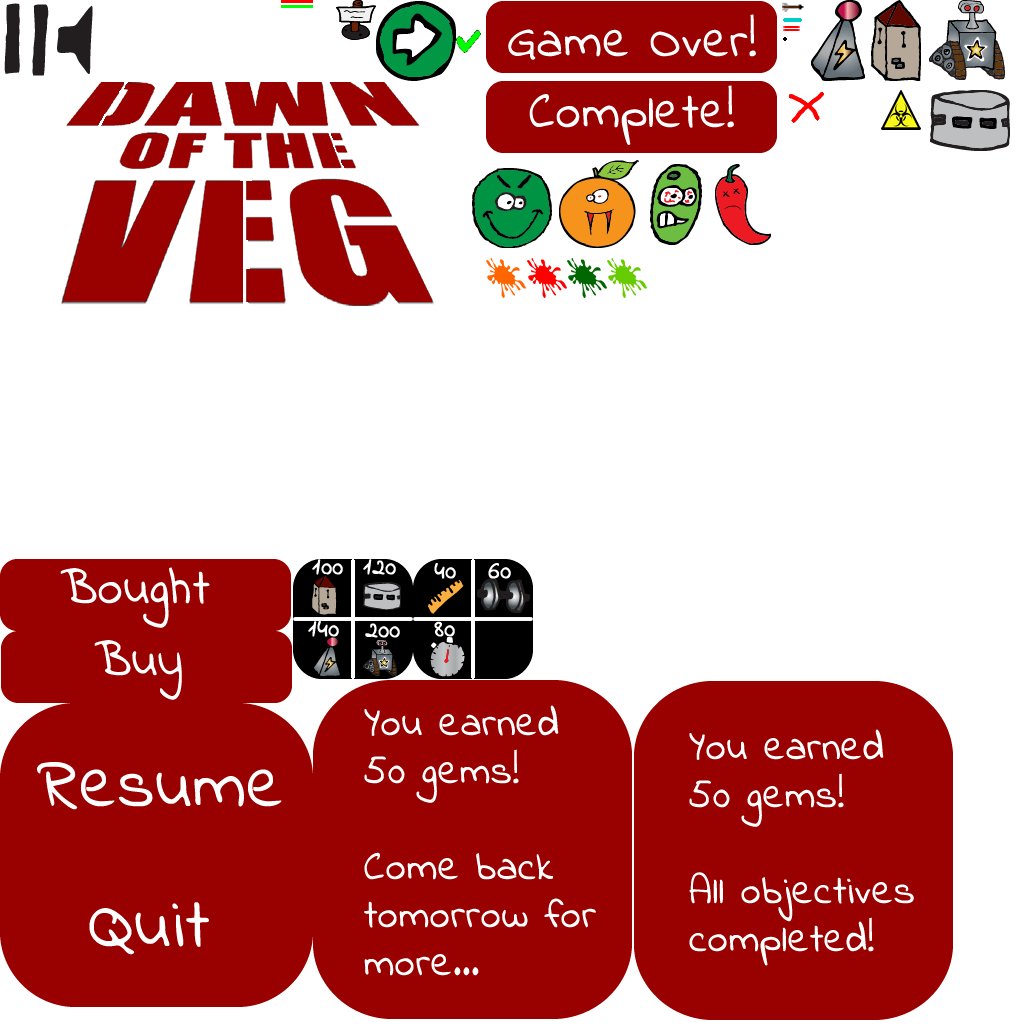 Game Over!
DAWN
OF THE
VEG
Complete!
Bought
Buy
100
120
40
60
140
200
80
Resume
Quit
You earned
50 gems!
Come back
tomorrow for
more...
You earned
50 gems!
All objectives
completed!